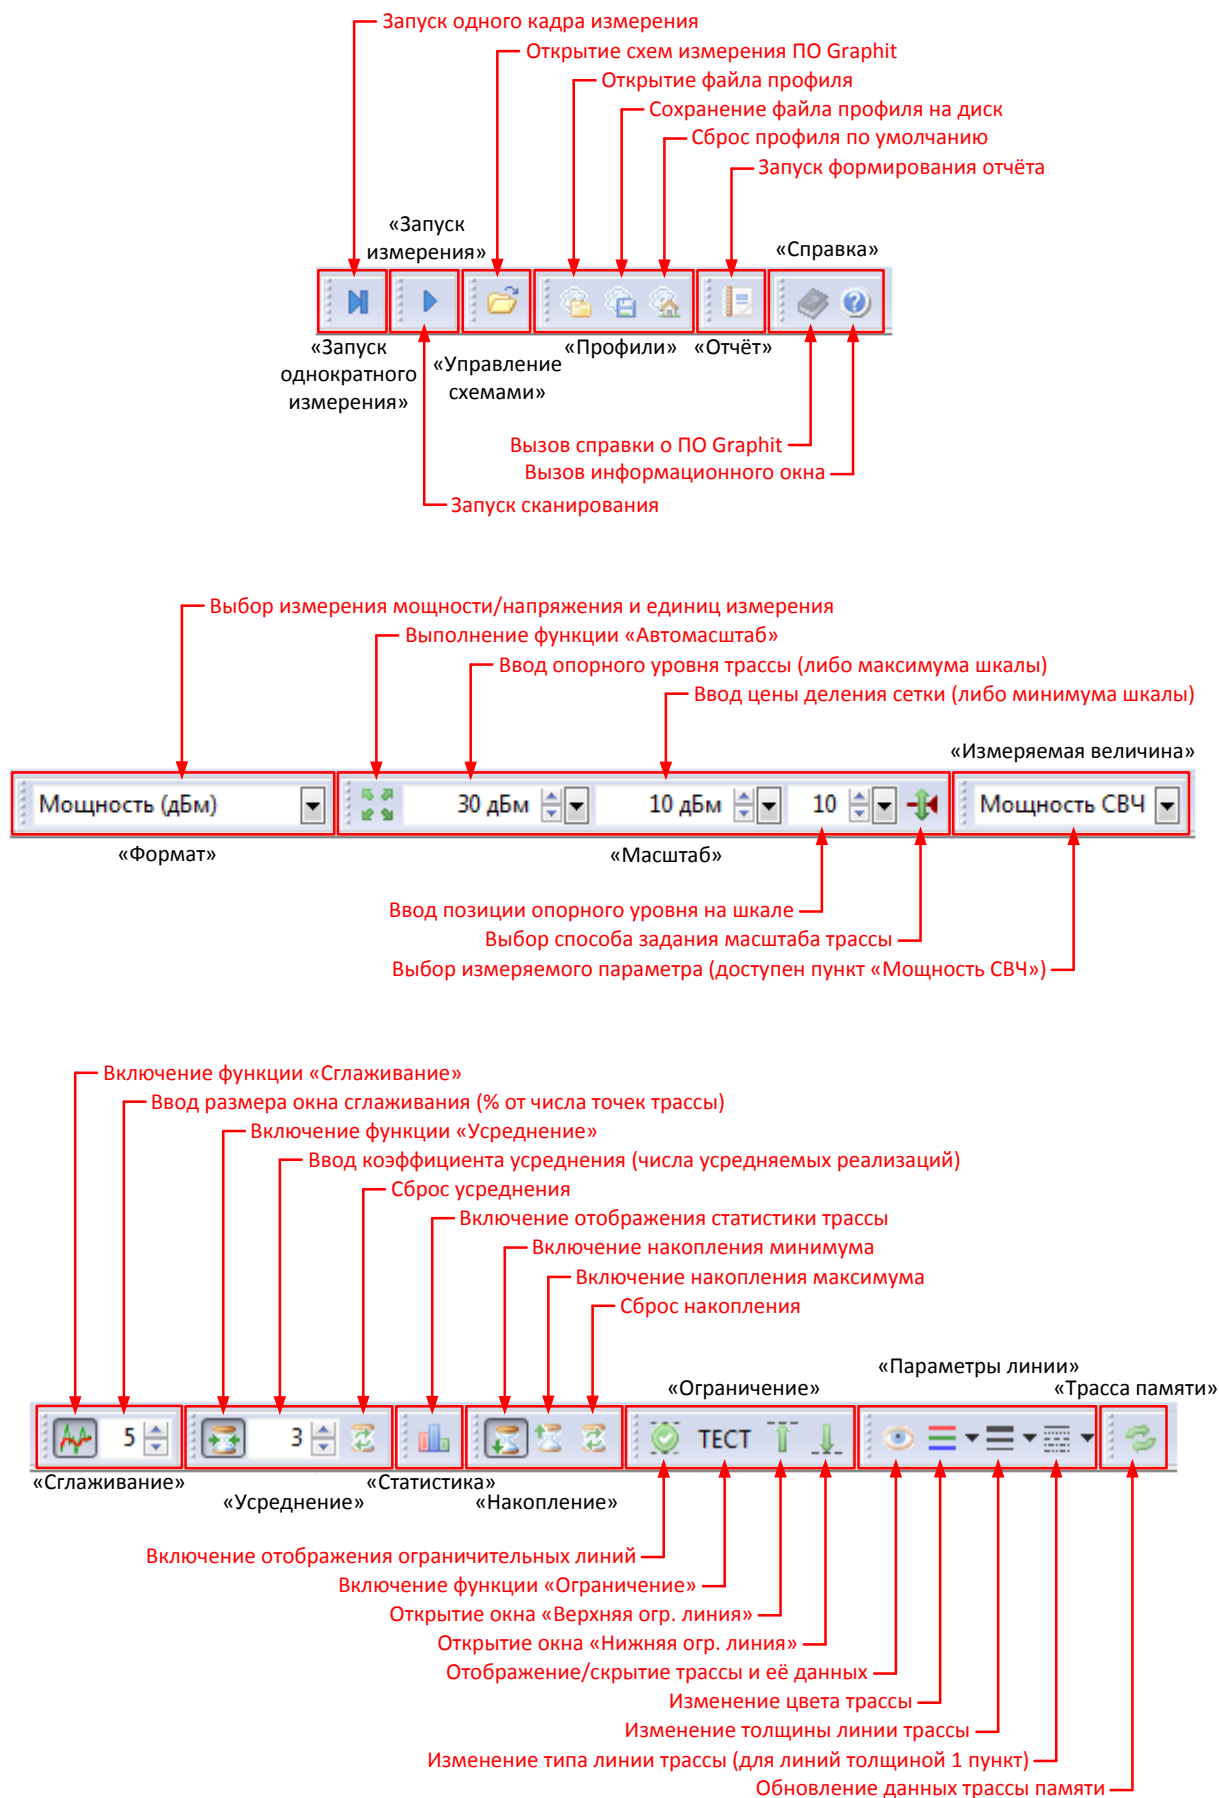 Запуск одного кадра измерения
Открытие схем измерения ПО Graphit
Открытие файла профиля
Сохранение файла профиля на диск
Сброс профиля по умолчанию
Запуск формирования отчёта
«Запуск
измерения»
«Справка»
«Запуск
однократного
измерения»
«Управление
схемами»
«Профили»
«Отчёт»
Вызов справки о ПО Graphit
Вызов информационного окна
Запуск сканирования
Выбор измерения мощности/напряжения и единиц измерения
Выполнение функции «Автомасштаб»
Ввод опорного уровня трассы (либо максимума шкалы)
Ввод цены деления сетки (либо минимума шкалы)
«Измеряемая величина»
Мощность (дБм)
30 дБм
10 дБм
10
Мощность СВЧ
«Формат»
«Масштаб»
Ввод позиции опорного уровня на шкале
Выбор способа задания масштаба трассы
Выбор измеряемого параметра (доступен пункт «Мощность СВЧ»)
Включение функции «Сглаживание»
Ввод размера окна сглаживания (% от числа точек трассы)
Включение функции «Усреднение»
Ввод коэффициента усреднения (числа усредняемых реализаций)
Сброс усреднения
Включение отображения статистики трассы
Включение накопления минимума
Включение накопления максимума
Сброс накопления
«Параметры линии»
«Ограничение»
«Трасса памяти»
5
3
ТЕСТ
«Сглаживание»
«Усреднение»
«Статистика»
«Накопление»
Включение отображения ограничительных линий
Включение функции «Ограничение»
Открытие окна «Верхняя огр. линия»
Открытие окна «Нижняя огр. линия»
Отображение/скрытие трассы и её данных
Изменение цвета трассы
Изменение толщины линии трассы
Изменение типа линии трассы (для линий толщиной 1 пункт)
Обновление данных трассы памяти